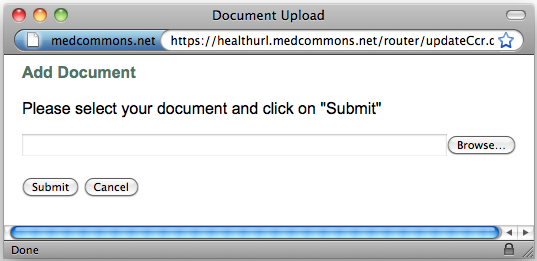 Document Upload
medcommons.net https://healthurl.medcommons.net/router/updateCcr.d
Add Document
Please select your document and click on "Submit"
Browse...
Submit Cancel
Done